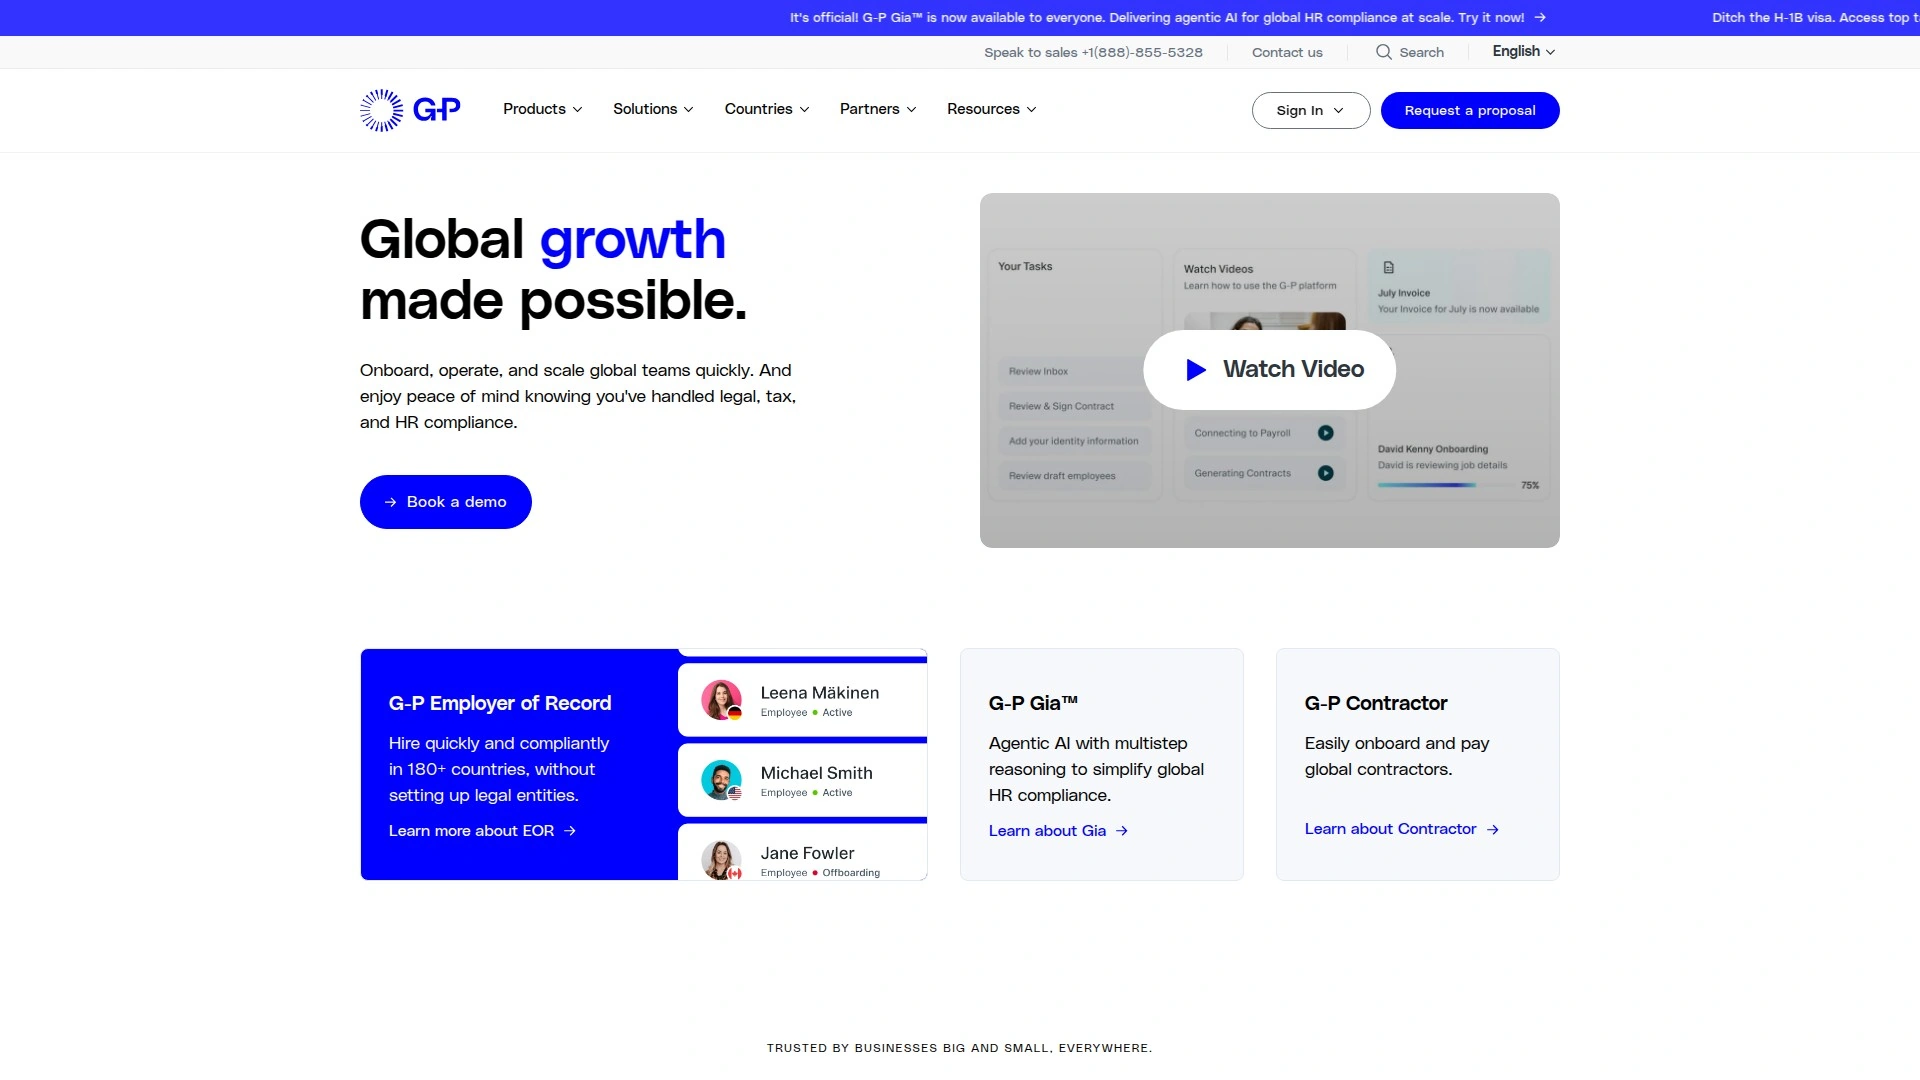 It's official! G-P Gia™ is now available to everyone. Delivering agentic AI for global HR compliance at scale. Try it now! →
Ditch the H-1B visa. Access top
Speak to sales +1(888)-855-5328
Contact us
Search
English
G-P
Products
Solutions
Countries
Partners
Resources
Sign In
Request a proposal
Global growth
made possible.
Onboard, operate, and scale global teams quickly. And
enjoy peace of mind knowing you've handled legal, tax,
and HR compliance.
→ Book a demo
Your Tasks
Review Inbox
Review & Sign Contract
Add your identity information
Review draft employees
Watch Videos
Learn how to use the G-P platform
Watch Video
Connecting to Payroll
Generating Contracts
July Invoice
Your Invoice for July is now available
David Kenny Onboarding
David is reviewing job details
75%
G-P Employer of Record
Hire quickly and compliantly
in 180+ countries, without
setting up legal entities.
Learn more about EOR →
Leena Mäkinen
Employee • Active
Michael Smith
Employee • Active
Jane Fowler
Employee • Offboarding
G-P Gia™
Agentic AI with multistep
reasoning to simplify global
HR compliance.
Learn about Gia →
G-P Contractor
Easily onboard and pay
global contractors.
Learn about Contractor →
TRUSTED BY BUSINESSES BIG AND SMALL, EVERYWHERE.